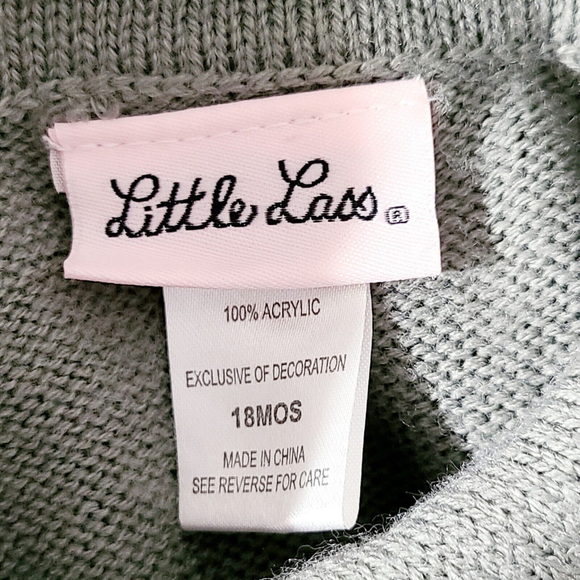 Little Lass®
100% ACRYLIC
EXCLUSIVE OF DECORATION
18MOS
MADE IN CHINA
SEE REVERSE FOR CARE